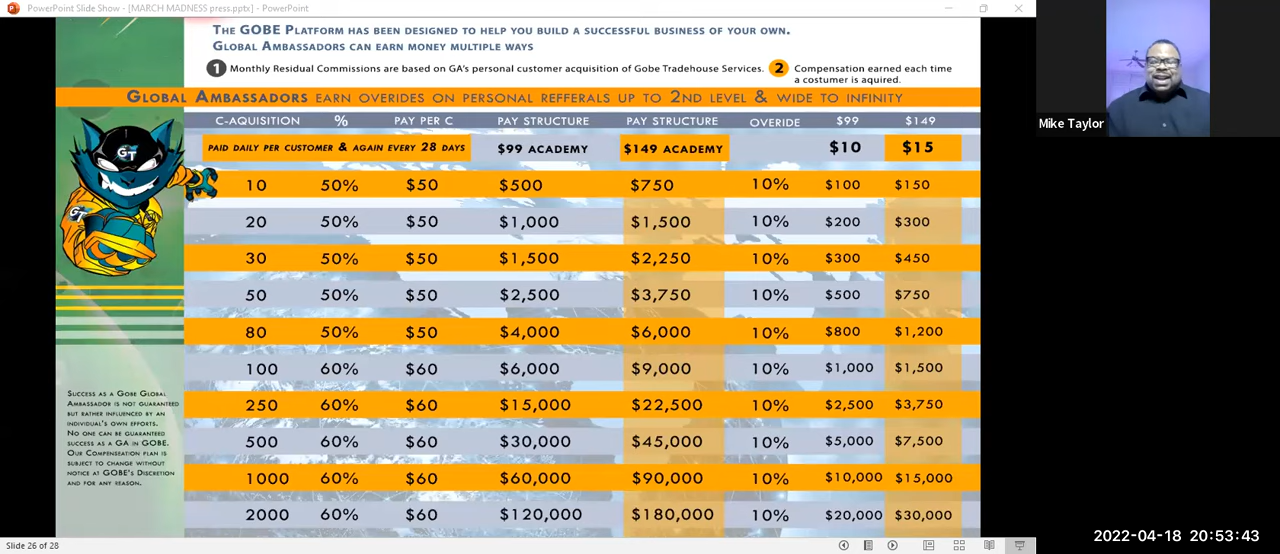 PowerPoint Slide Show - [MARCH MADNESS press.pptx] - PowerPoint
THE GOBE PLATFORM HAS BEEN DESIGNED TO HELP YOU BUILD A SUCCESSFUL BUSINESS OF YOUR OWN.
GLOBAL AMBASSADORS CAN EARN MONEY MULTIPLE WAYS
1 Monthly Residual Commissions are based on GA's personal customer acquisition of Gobe Tradehouse Services. 2 Compensation earned each time
a costumer is aquired.
GLOBAL AMBASSADORS EARN OVERIDES ON PERSONAL REFFERALS UP TO 2ND LEVEL & WIDE TO INFINITY
C-AQUISITION % PAY PER C PAY STRUCTURE PAY STRUCTURE OVERIDE $99 $149
PAID DAILY PER CUSTOMER & AGAIN EVERY 28 DAYS $99 ACADEMY $149 ACADEMY $10 $15
10 50% $50 $500 $750 10% $100 $150
20 50% $50 $1,000 $1,500 10% $200 $300
30 50% $50 $1,500 $2,250 10% $300 $450
50 50% $50 $2,500 $3,750 10% $500 $750
80 50% $50 $4,000 $6,000 10% $800 $1,200
100 60% $60 $6,000 $9,000 10% $1,000 $1,500
250 60% $60 $15,000 $22,500 10% $2,500 $3,750
500 60% $60 $30,000 $45,000 10% $5,000 $7,500
1000 60% $60 $60,000 $90,000 10% $10,000 $15,000
2000 60% $60 $120,000 $180,000 10% $20,000 $30,000
GT
GT
SUCCESS AS A GOBE GLOBAL
AMBASSADOR IS NOT GUARANTEED
BUT RATHER INFLUENCED BY AN
INDIVIDUAL'S OWN EFFORTS.
NO ONE CAN BE GUARANTEED
SUCCESS AS A GA IN GOBE.
OUR COMPENSATION PLAN IS
SUBJECT TO CHANGE WITHOUT
NOTICE AT GOBE'S DISCRETION
AND FOR ANY REASON.
Slide 26 of 28
Mike Taylor
2022-04-18 20:53:43